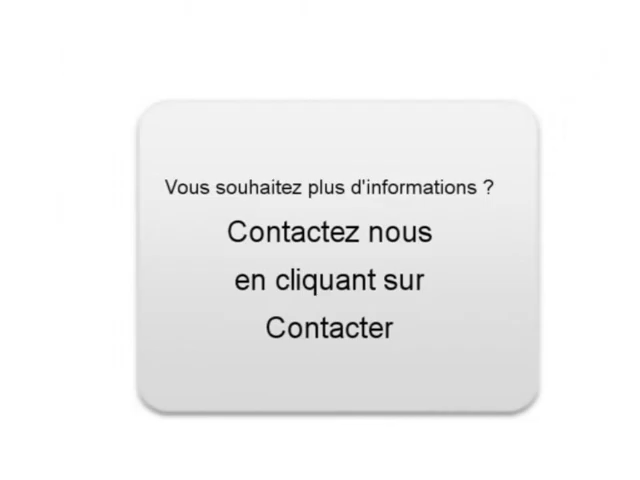 Vous souhaitez plus d'informations ?
Contactez nous
en cliquant sur
Contacter